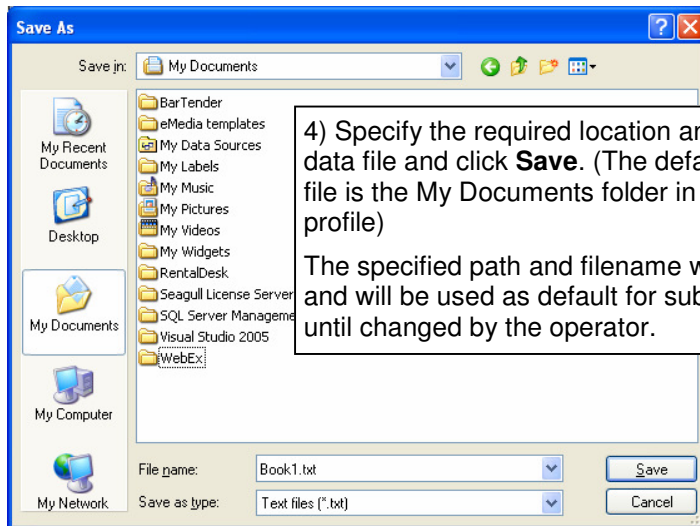 Save As
Save in: My Documents
My Recent Documents
Desktop
My Documents
My Computer
My Network
BarTender
eMedia templates
My Data Sources
My Labels
My Music
My Pictures
My Videos
My Widgets
RentalDesk
Seagull License Server
SQL Server Manageme
Visual Studio 2005
WebEx
4) Specify the required location an
data file and click Save. (The defa
file is the My Documents folder in
profile)
The specified path and filename w
and will be used as default for sub
until changed by the operator.
File name: Book1.txt Save
Save as type: Text files (*.txt) Cancel